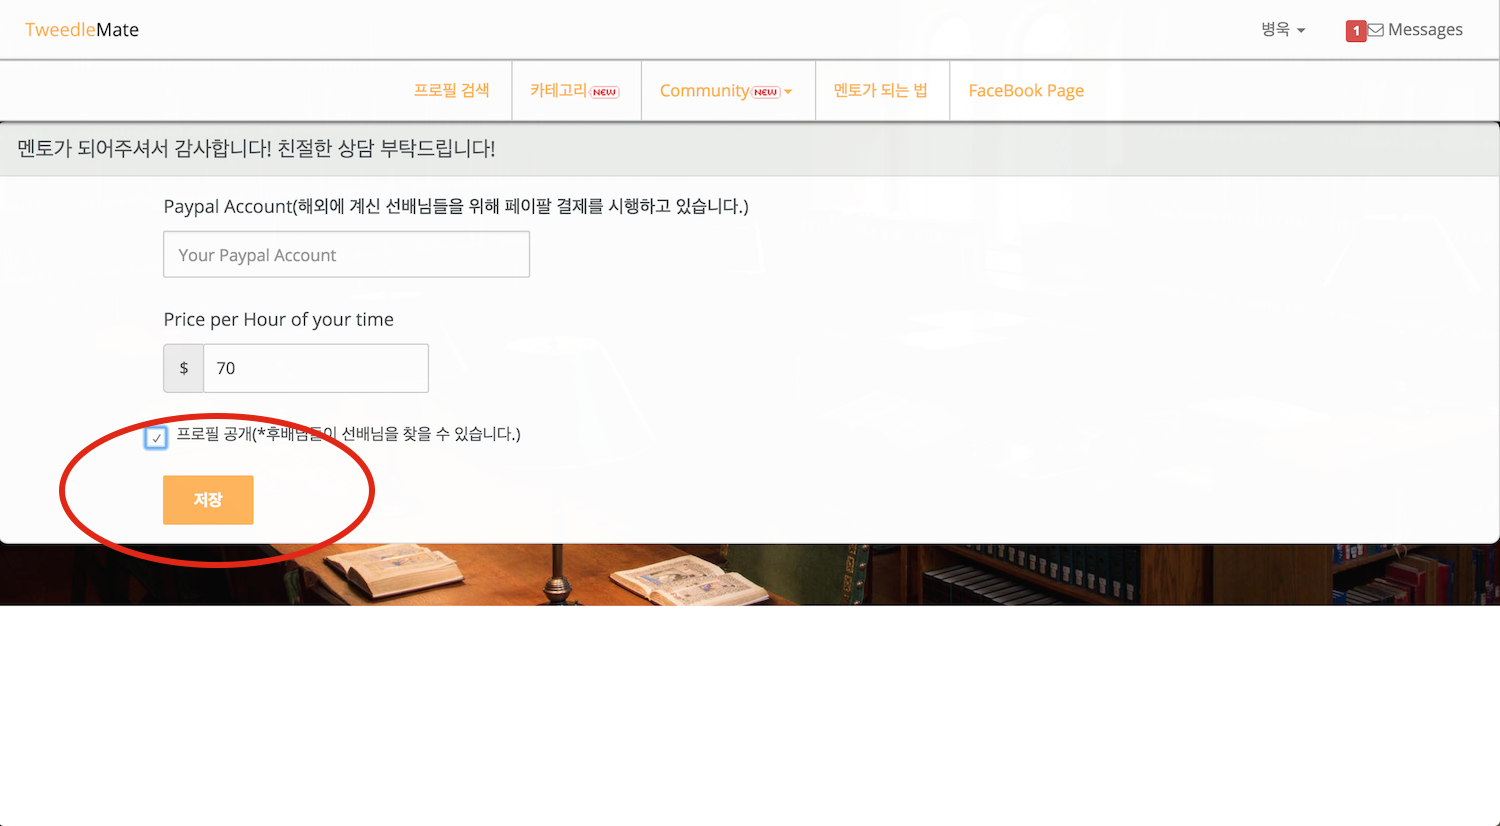 TweedleMate
병욱
1 Messages
프로필 검색
카테고리 NEW
Community NEW
멘토가 되는 법
FaceBook Page
멘토가 되어주셔서 감사합니다! 친절한 상담 부탁드립니다!
Paypal Account(해외에 계신 선배님들을 위해 페이팔 결제를 시행하고 있습니다.)
Your Paypal Account
Price per Hour of your time
$ 70
프로필 공개(*후배님들이 선배님을 찾을 수 있습니다.)
저장